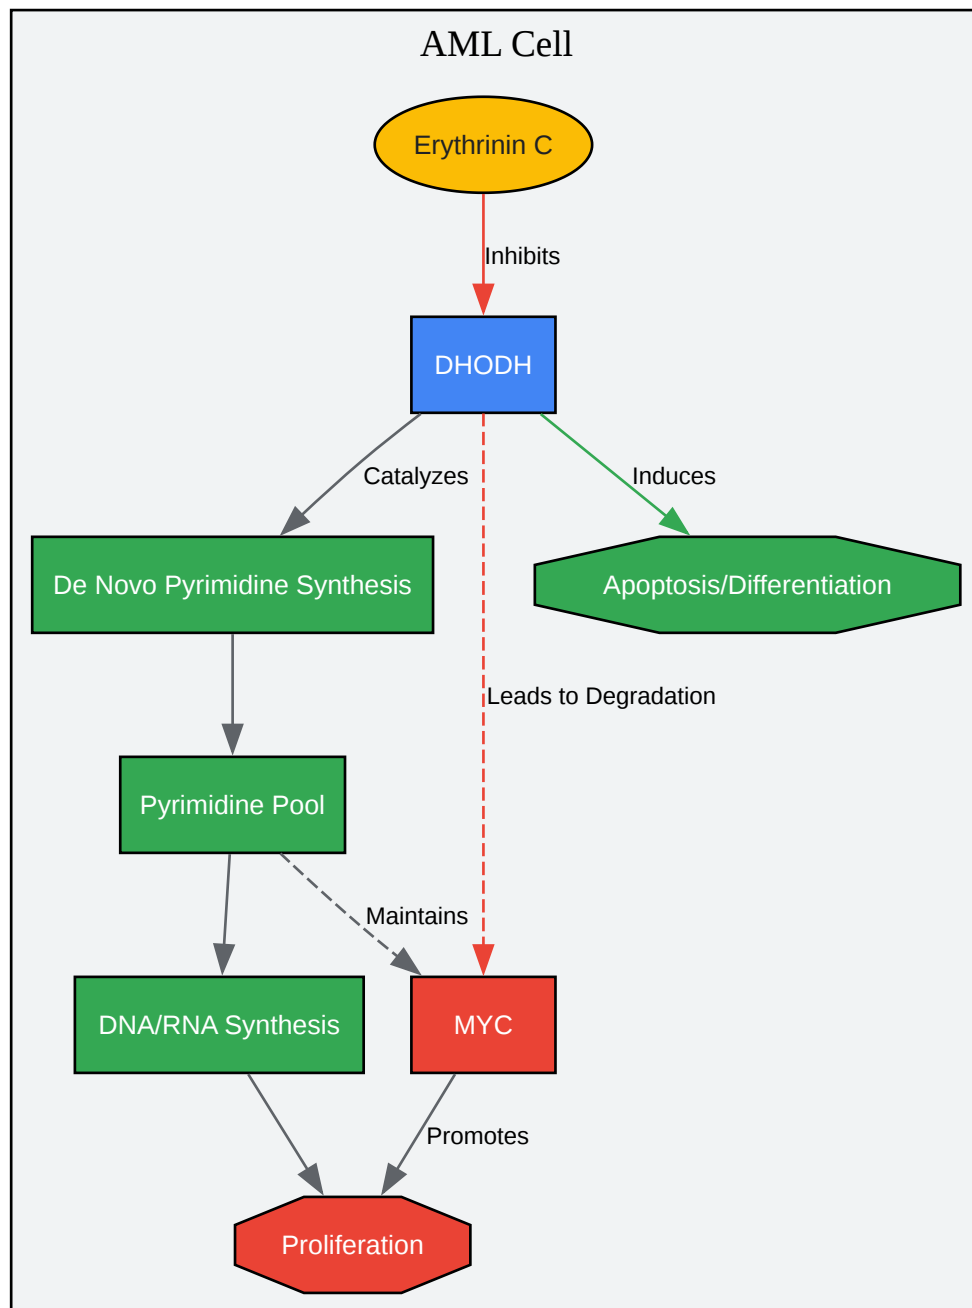 AML Cell
Erythrinin C
Inhibits
DHODH
Catalyzes
Induces
De Novo Pyrimidine Synthesis
Apoptosis/Differentiation
Leads to Degradation
Pyrimidine Pool
Maintains
DNA/RNA Synthesis
MYC
Promotes
Proliferation